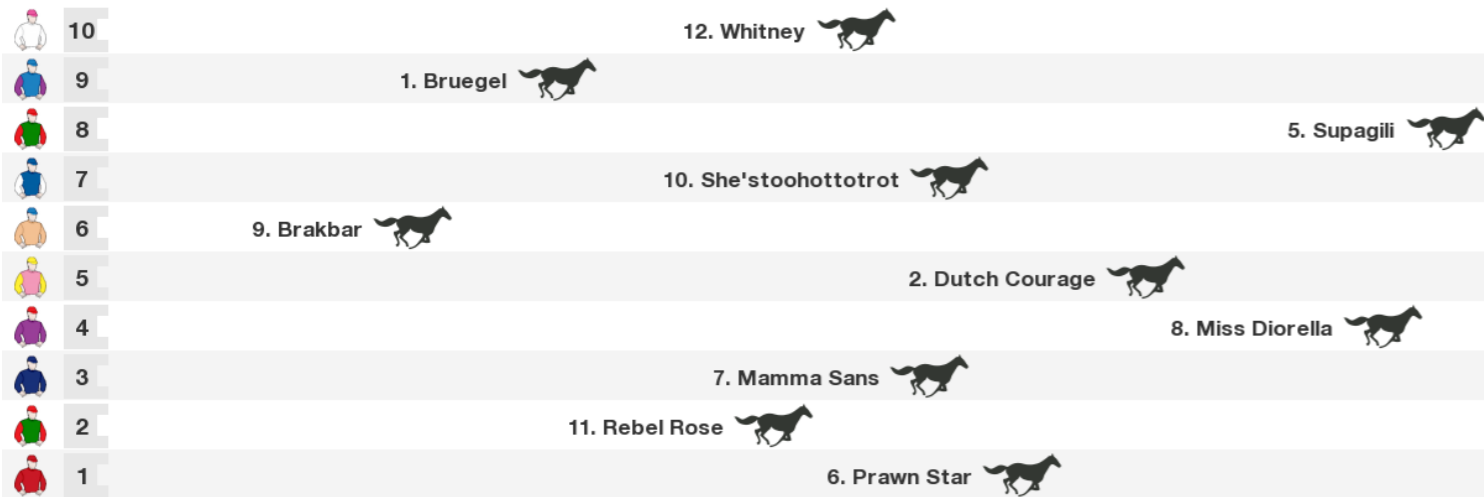 10 12. Whitney
9 1. Bruegel
8 5. Supagili
7 10. She'stoohottotrot
6 9. Brakbar
5 2. Dutch Courage
4 8. Miss Diorella
3 7. Mamma Sans
2 11. Rebel Rose
1 6. Prawn Star